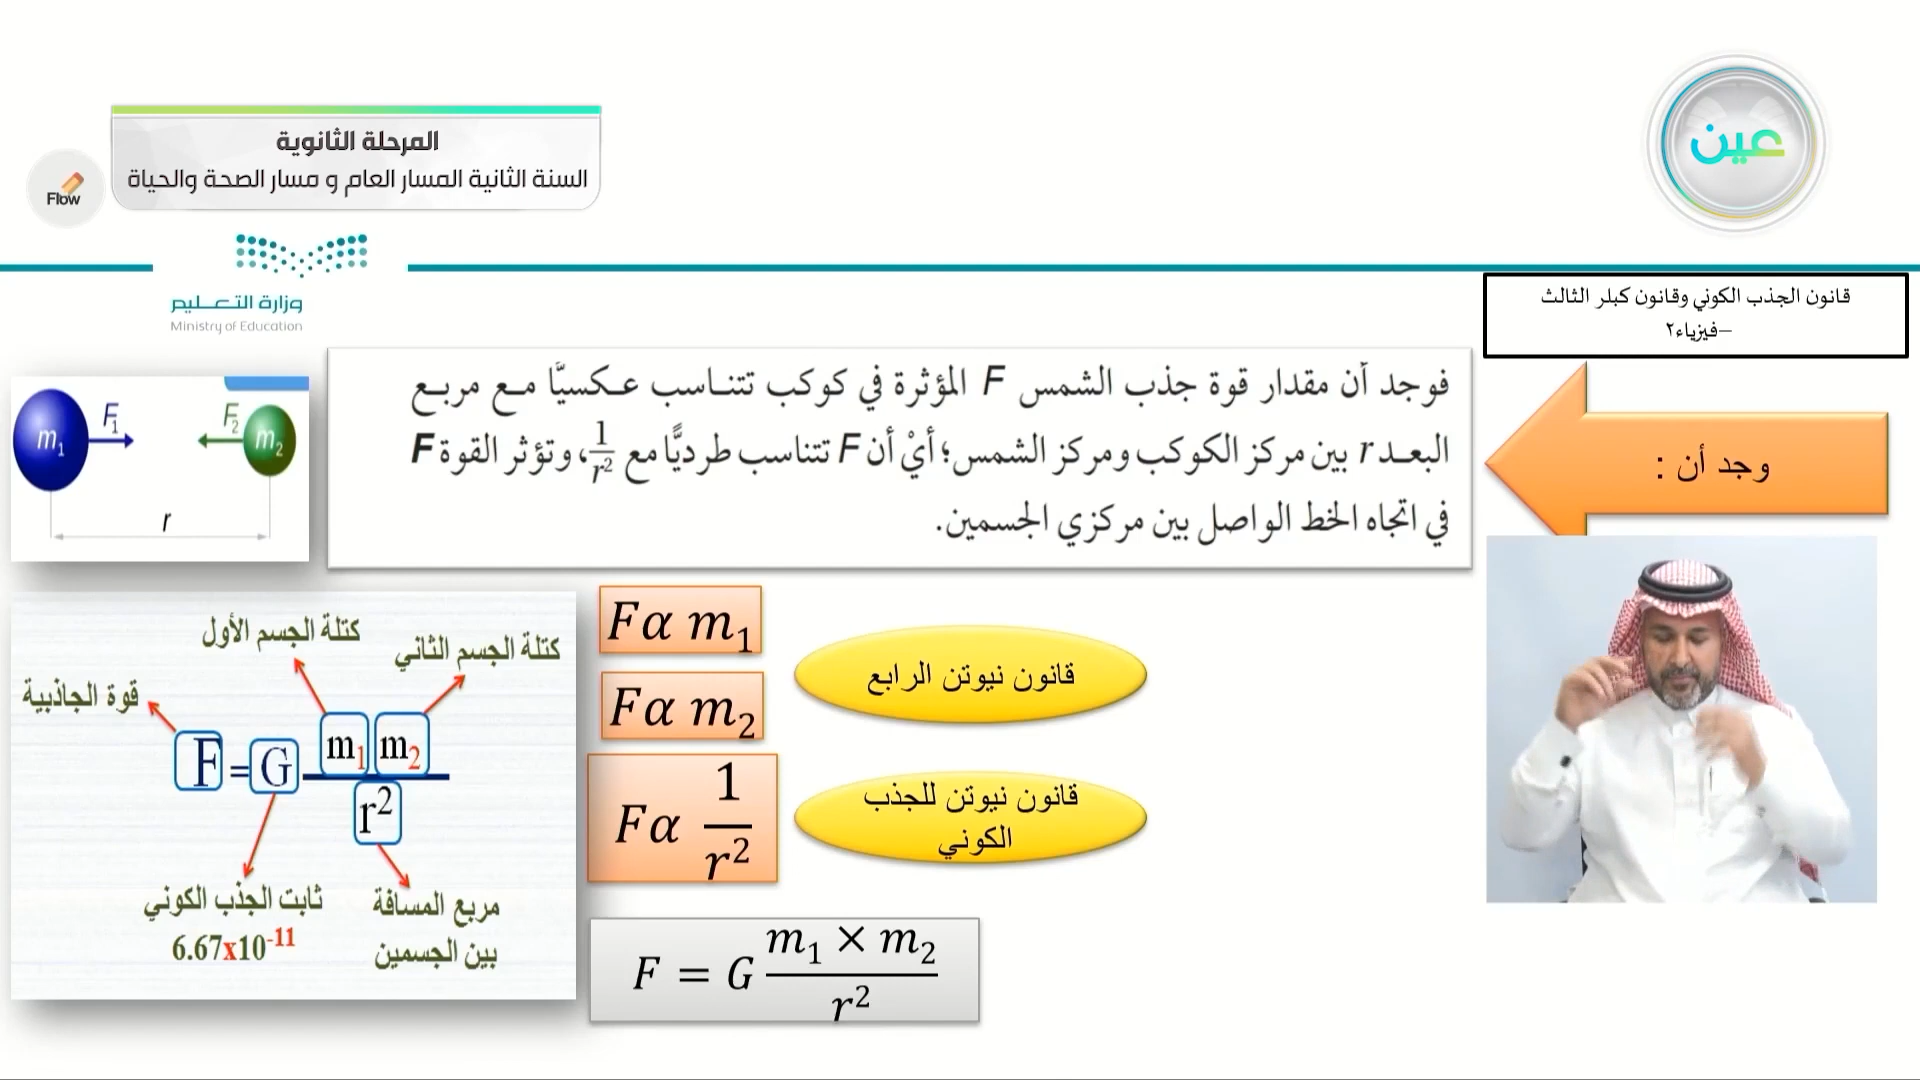 المرحلة الثانوية
السنة الثانية المسار العام و مسار الصحة والحياة
Flow
عين
وزارة التعليم
Ministry of Education
قانون الجذب الكوني وقانون كبلر الثالث
–فيزياء٢
وجد أن :
فوجد أن مقدار قوة جذب الشمس F المؤثرة في كوكب تتناسب عكسيًّا مع مربع
البعد r بين مركز الكوكب ومركز الشمس؛ أيْ أن F تتناسب طرديًّا مع 1/r²، وتؤثر القوة F
في اتجاه الخط الواصل بين مركزي الجسمين.
m₁ F₁ F₂ m₂
r
كتلة الجسم الأول
كتلة الجسم الثاني
قوة الجاذبية
F=G m₁ m₂ / r²
ثابت الجذب الكوني
6.67x10⁻¹¹
مربع المسافة
بين الجسمين
Fα m₁
Fα m₂
Fα 1/r²
قانون نيوتن الرابع
قانون نيوتن للجذب
الكوني
F = G m₁ × m₂ / r²